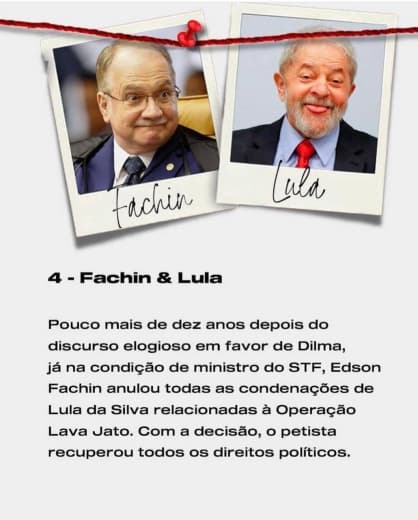 Fachin
Lula
4 - Fachin & Lula
Pouco mais de dez anos depois do
discurso elogioso em favor de Dilma,
já na condição de ministro do STF, Edson
Fachin anulou todas as condenações de
Lula da Silva relacionadas à Operação
Lava Jato. Com a decisão, o petista
recuperou todos os direitos políticos.